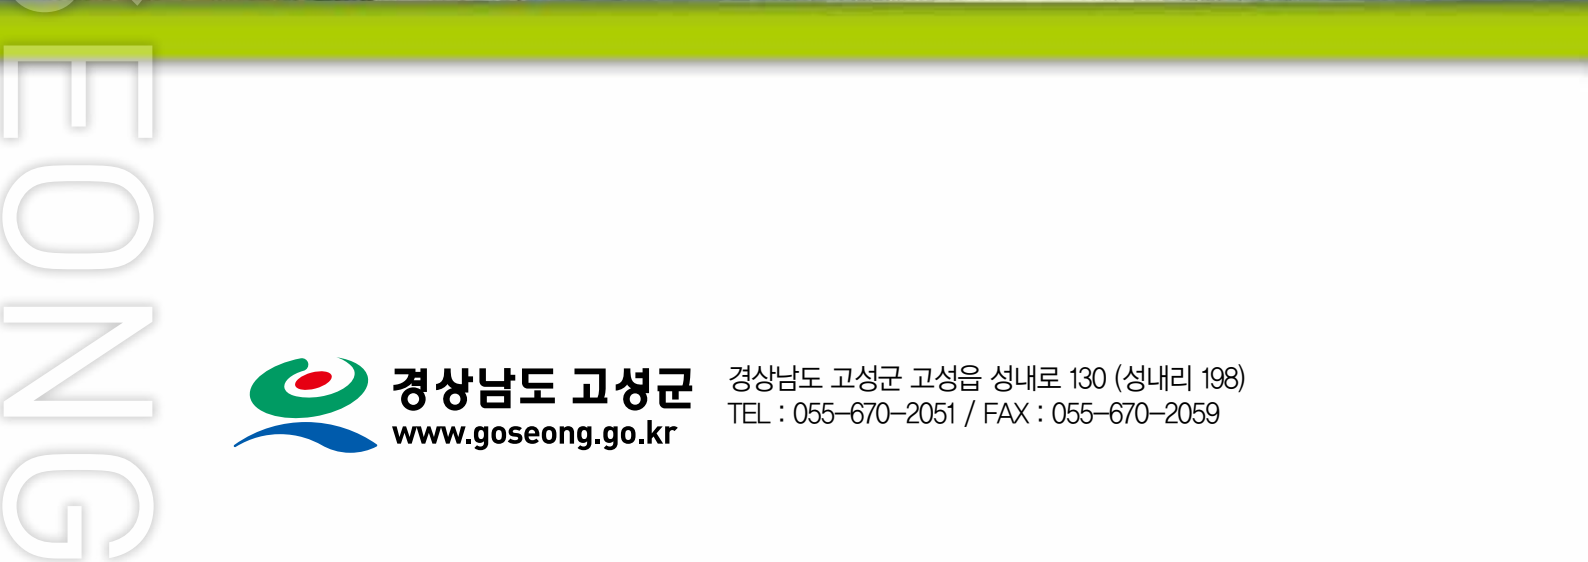 SEONG
경상남도 고성군
www.goseong.go.kr
경상남도 고성군 고성읍 성내로 130 (성내리 198)
TEL : 055-670-2051 / FAX : 055-670-2059